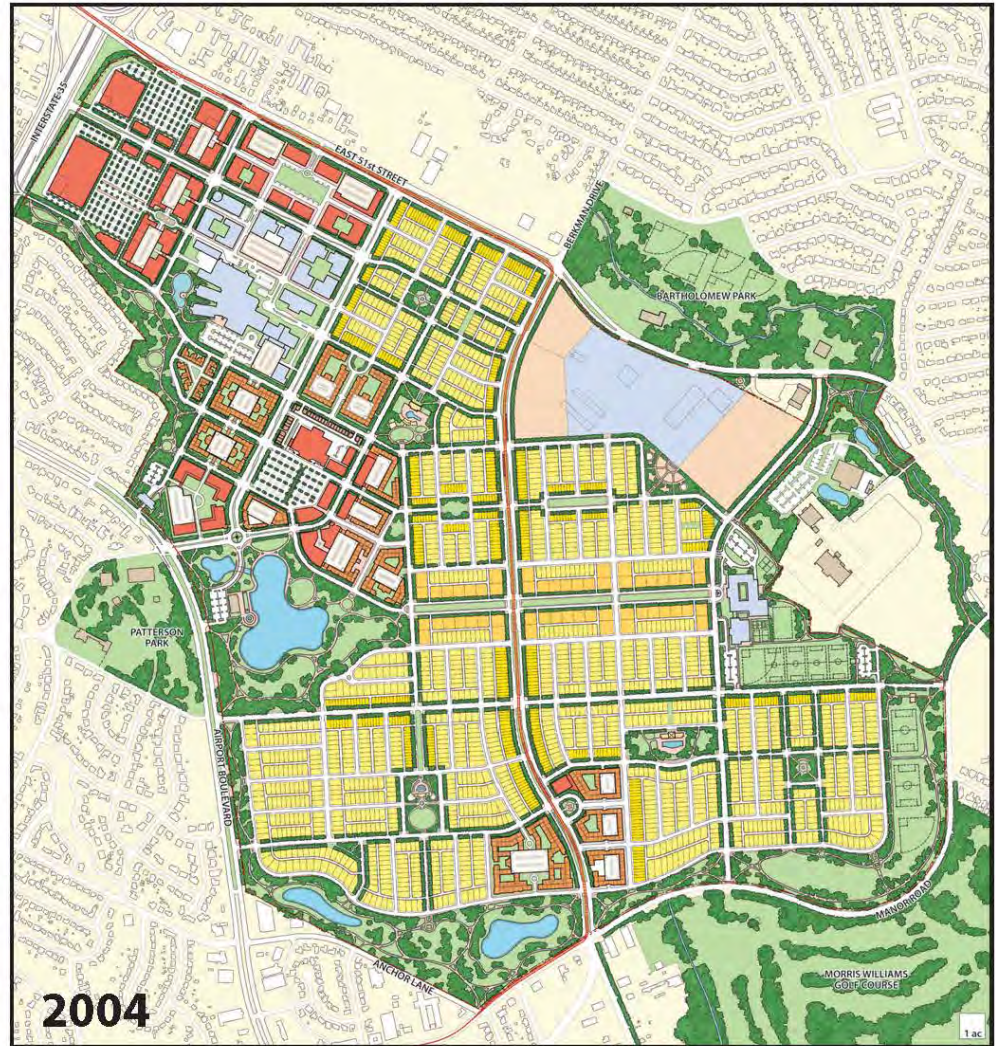 INTERSTATE 35
EAST 51st STREET
BERKMAN DRIVE
BARTHOLOMEW PARK
PATTERSON
PARK
AIRPORT BOULEVARD
MANOR ROAD
ANCHOR LANE
MORRIS WILLIAMS
GOLF COURSE
2004
1 ac